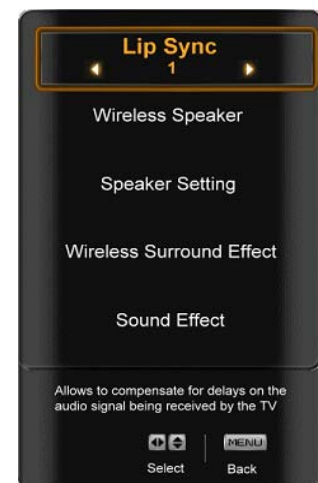 Lip Sync
1
Wireless Speaker
Speaker Setting
Wireless Surround Effect
Sound Effect
Allows to compensate for delays on the
audio signal being received by the TV
MENU
Select Back